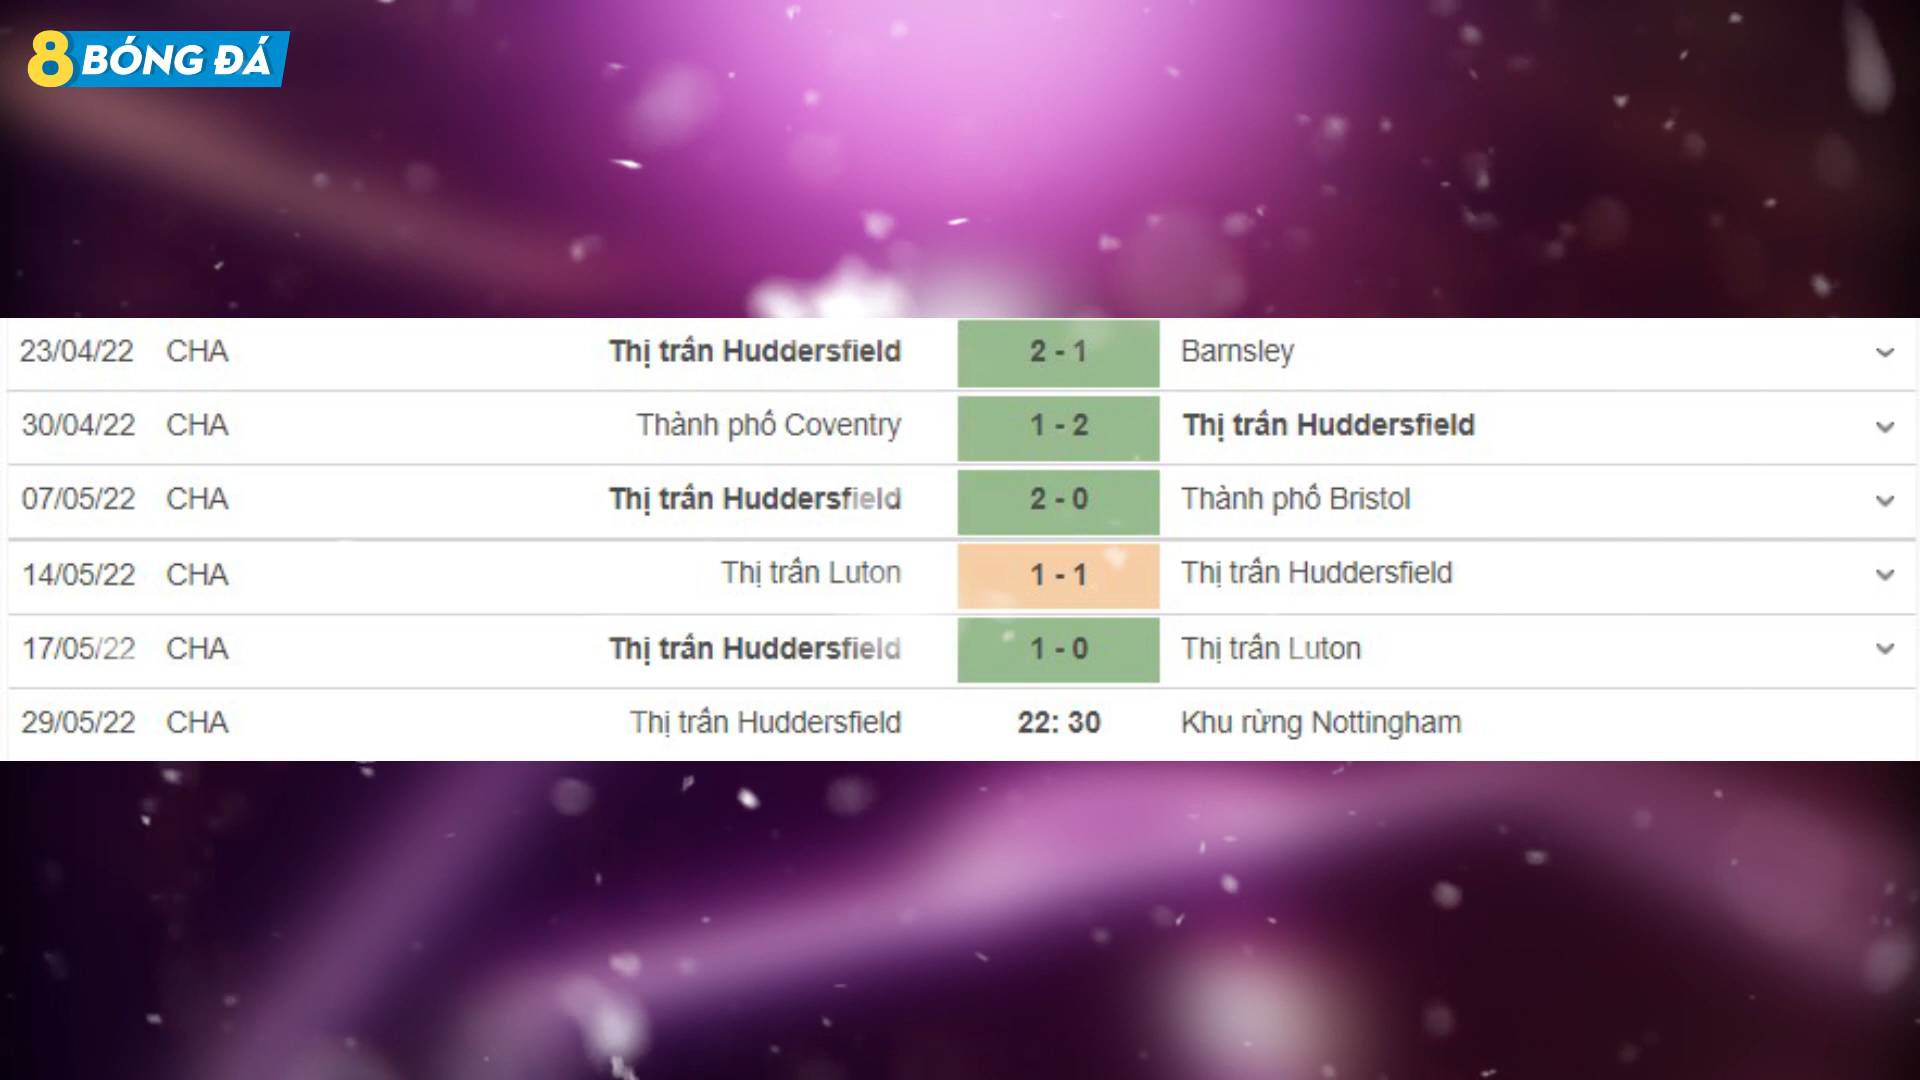 8 BÓNG ĐÁ
23/04/22 CHA Thị trấn Huddersfield 2 - 1 Barnsley
30/04/22 CHA Thành phố Coventry 1 - 2 Thị trấn Huddersfield
07/05/22 CHA Thị trấn Huddersfield 2 - 0 Thành phố Bristol
14/05/22 CHA Thị trấn Luton 1 - 1 Thị trấn Huddersfield
17/05/22 CHA Thị trấn Huddersfield 1 - 0 Thị trấn Luton
29/05/22 CHA Thị trấn Huddersfield 22: 30 Khu rừng Nottingham